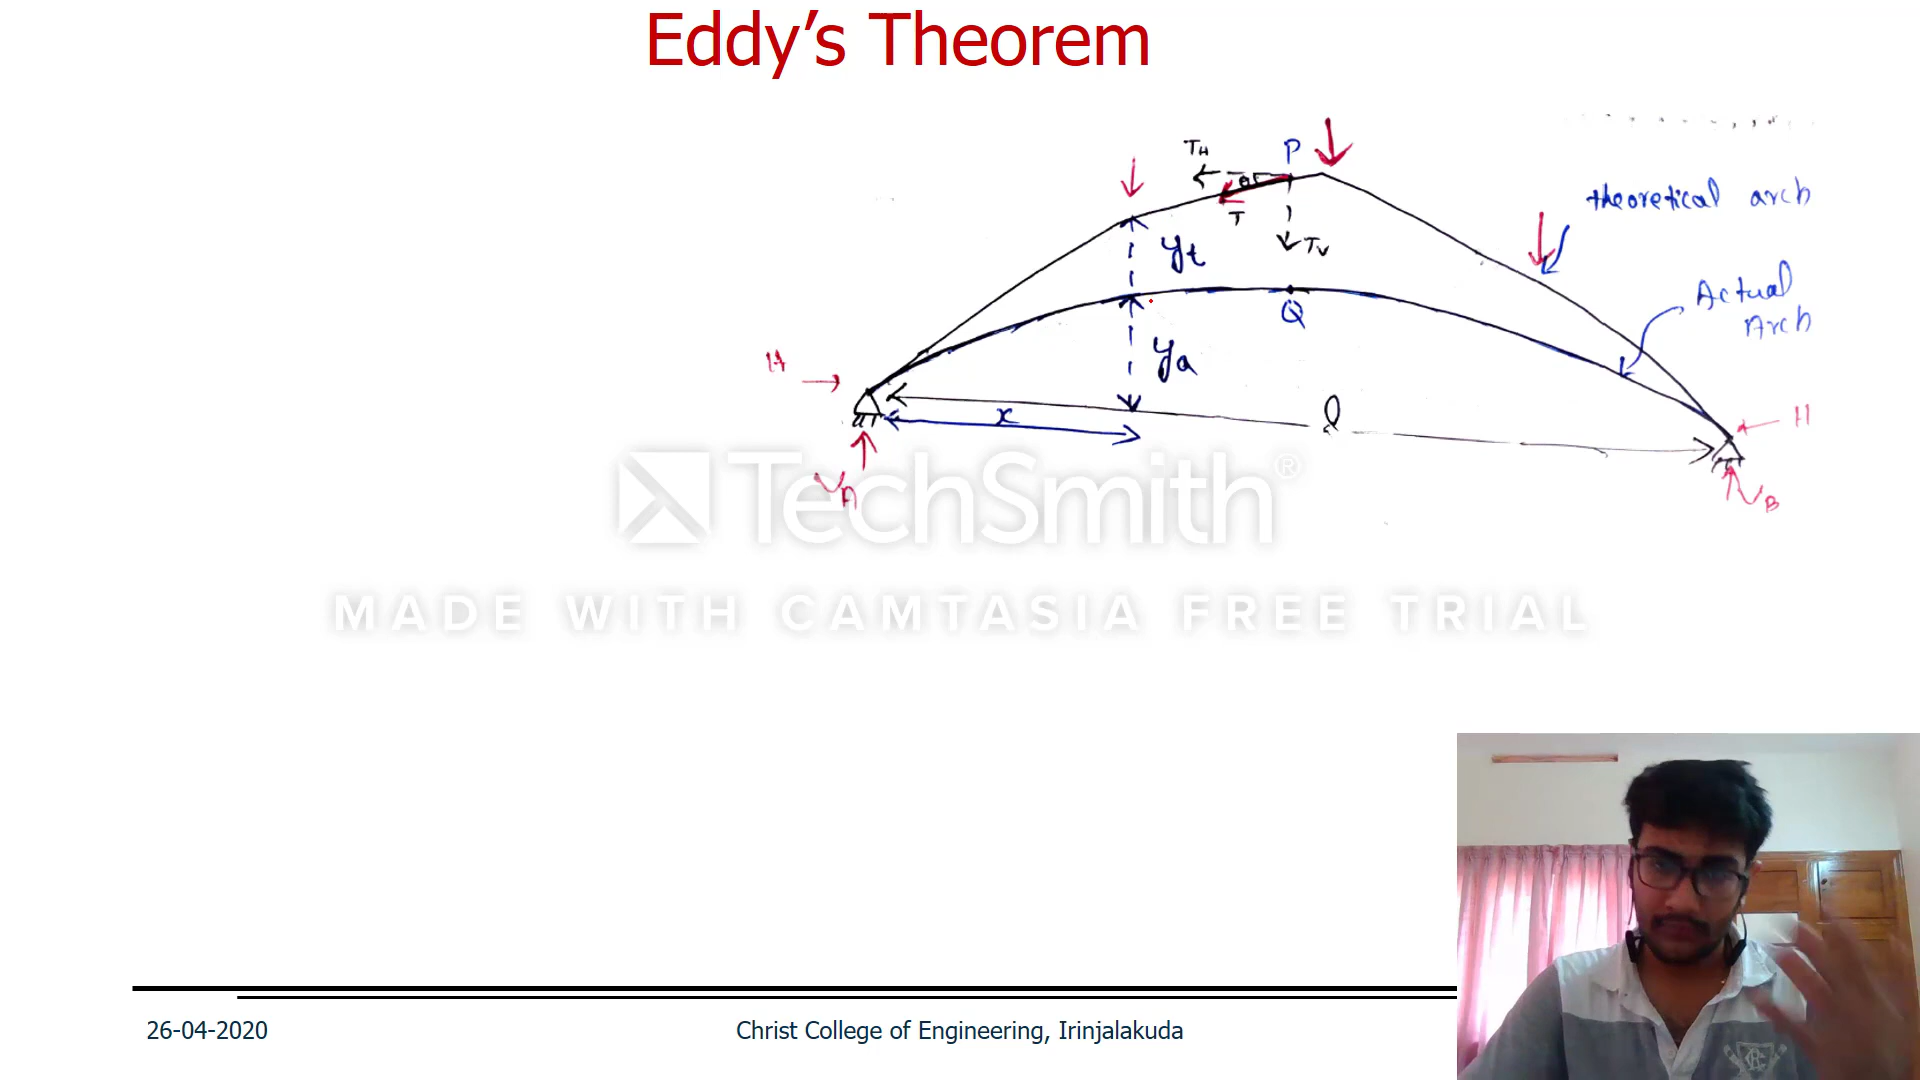 Eddy's Theorem
T_H
P
θ
T
T_V
theoretical arch
y_t
Actual
Arch
Q
y_a
H
x
l
H
V_A
V_B
TechSmith®
MADE WITH CAMTASIA FREE TRIAL
26-04-2020
Christ College of Engineering, Irinjalakuda